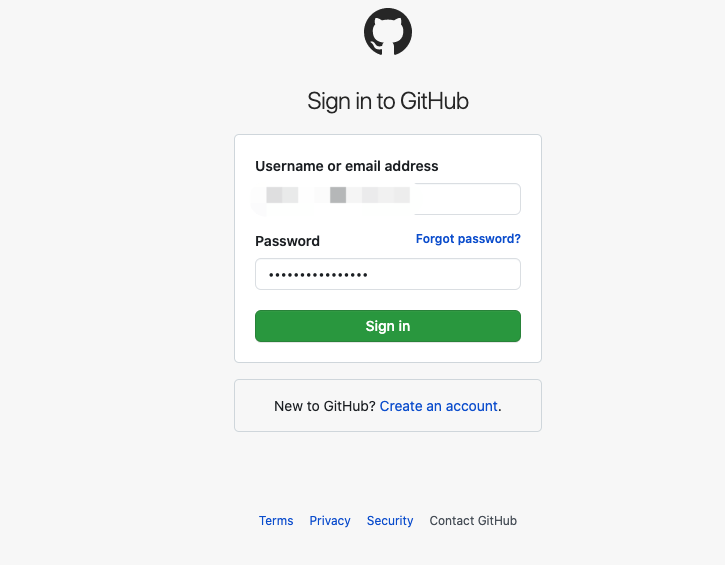 Sign in to GitHub
Username or email address
Password Forgot password?
••••••••••••••••
Sign in
New to GitHub? Create an account.
Terms Privacy Security Contact GitHub